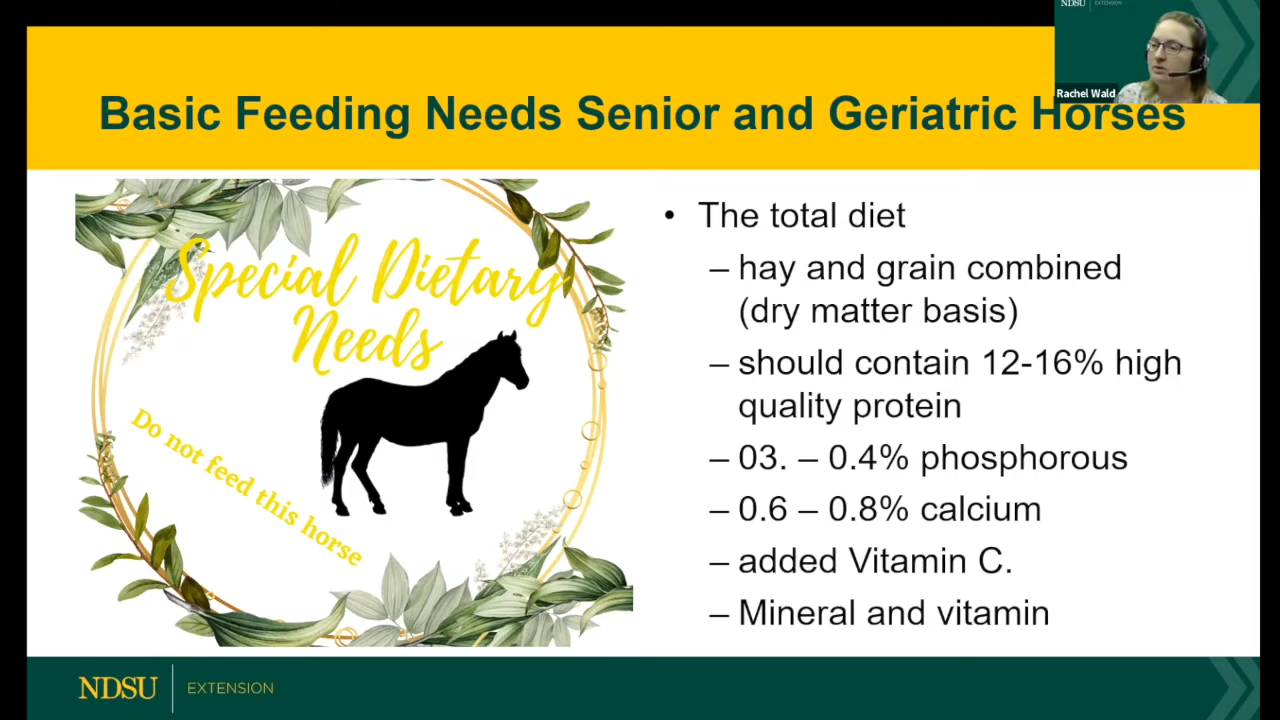 NDSU EXTENSION
Rachel Wald
Basic Feeding Needs Senior and Geriatric Horses
Special Dietary
Needs
Do not feed this horse
• The total diet
– hay and grain combined
(dry matter basis)
– should contain 12-16% high
quality protein
– 03. – 0.4% phosphorous
– 0.6 – 0.8% calcium
– added Vitamin C.
– Mineral and vitamin
NDSU EXTENSION